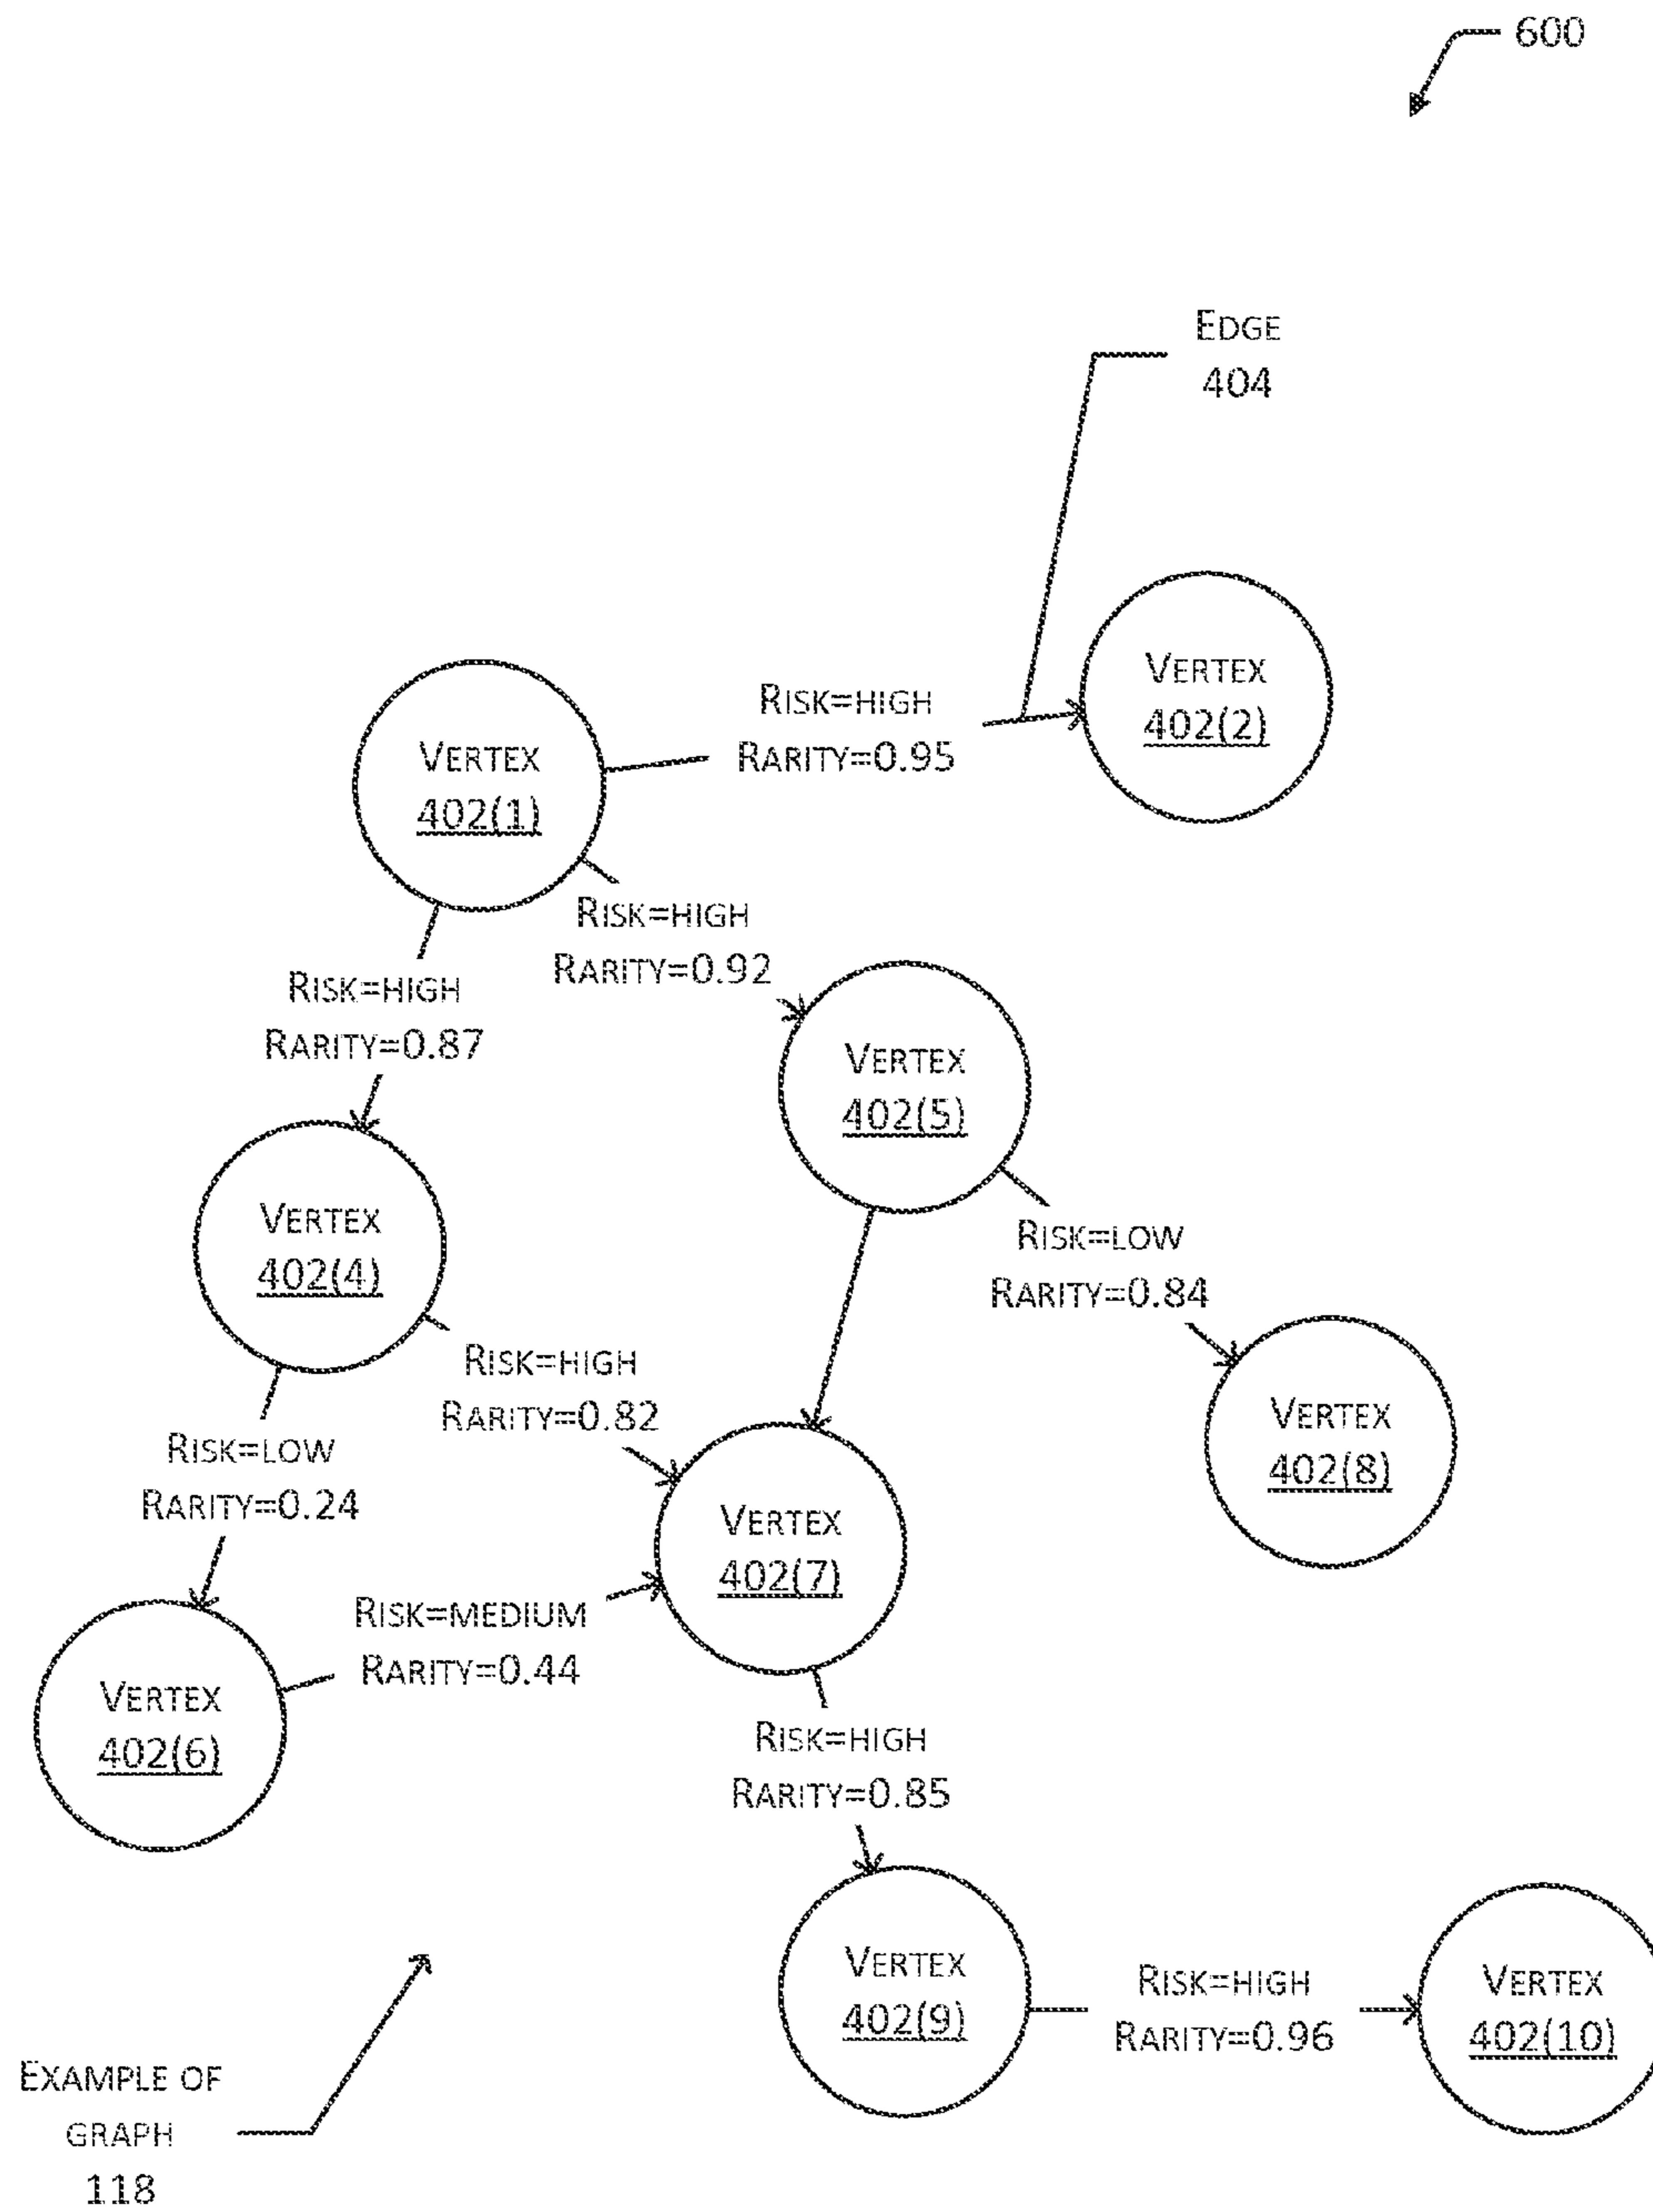 600
EDGE
404
VERTEX
402(2)
RISK=HIGH
RARITY=0.95
VERTEX
402(1)
RISK=HIGH
RARITY=0.92
RISK=HIGH
RARITY=0.87
VERTEX
402(5)
VERTEX
402(4)
RISK=LOW
RARITY=0.84
RISK=HIGH
RARITY=0.82
VERTEX
402(8)
RISK=LOW
RARITY=0.24
VERTEX
402(7)
RISK=MEDIUM
RARITY=0.44
VERTEX
402(6)
RISK=HIGH
RARITY=0.85
VERTEX
402(9)
RISK=HIGH
RARITY=0.96
VERTEX
402(10)
EXAMPLE OF
GRAPH
118